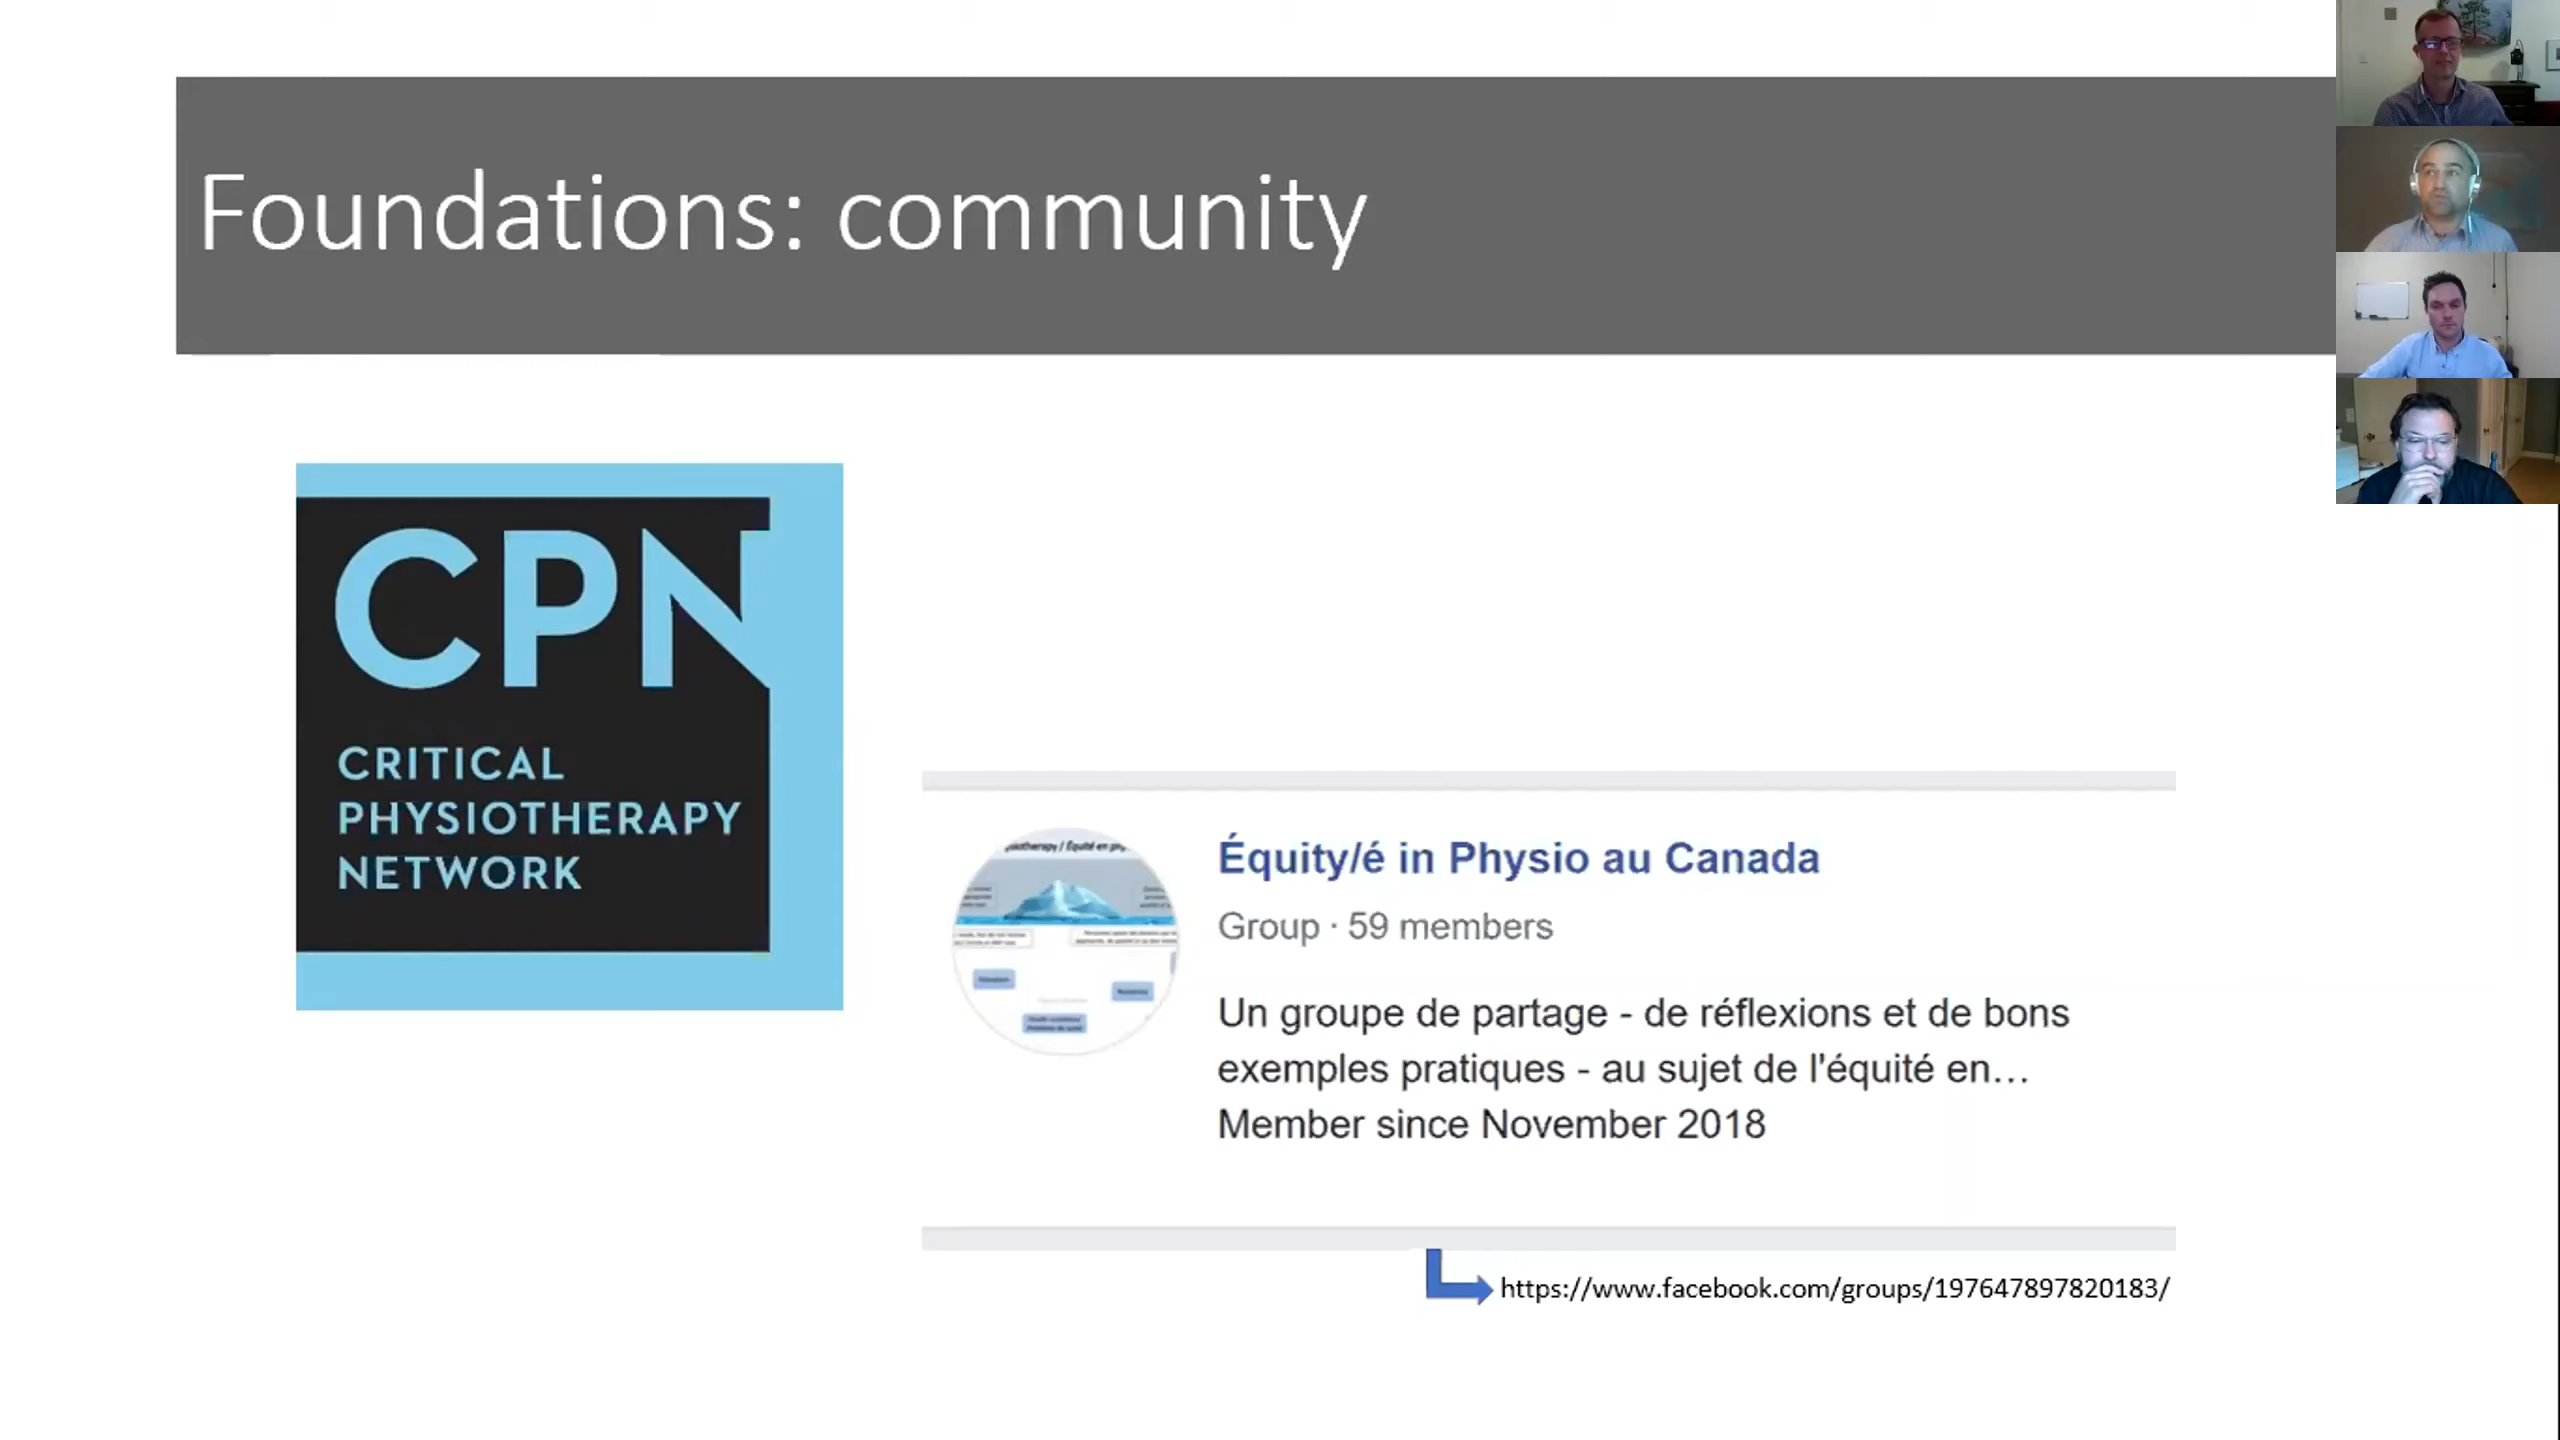 Foundations: community
CPN
CRITICAL
PHYSIOTHERAPY
NETWORK
Équity/é in Physio au Canada
Group · 59 members
Un groupe de partage - de réflexions et de bons
exemples pratiques - au sujet de l'équité en...
Member since November 2018
https://www.facebook.com/groups/197647897820183/